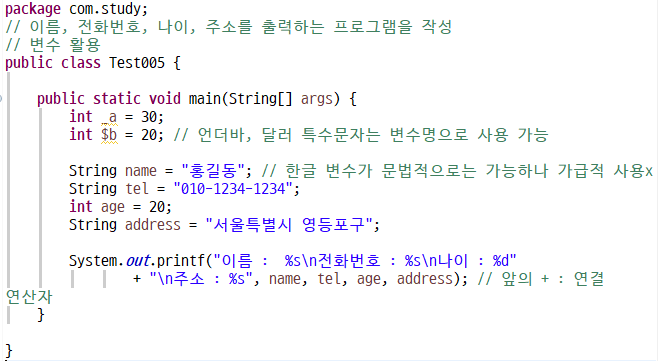 package com.study;
// 이름, 전화번호, 나이, 주소를 출력하는 프로그램을 작성
// 변수 활용
public class Test005 {
public static void main(String[] args) {
int _a = 30;
int $b = 20; // 언더바, 달러 특수문자는 변수명으로 사용 가능
String name = "홍길동"; // 한글 변수가 문법적으로는 가능하나 가급적 사용x
String tel = "010-1234-1234";
int age = 20;
String address = "서울특별시 영등포구";
System.out.printf("이름 :  %s\n전화번호 : %s\n나이 : %d"
+ "\n주소 : %s", name, tel, age, address); // 앞의 + : 연결
연산자
}
}